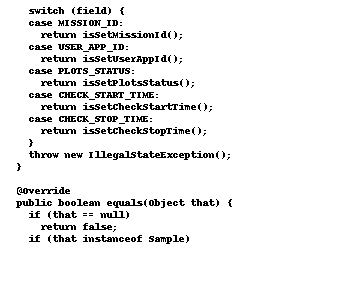 switch (field) {
case MISSION_ID:
return isSetMissionId();
case USER_APP_ID:
return isSetUserAppId();
case PLOTS_STATUS:
return isSetPlotsStatus();
case CHECK_START_TIME:
return isSetCheckStartTime();
case CHECK_STOP_TIME:
return isSetCheckStopTime();
}
throw new IllegalStateException();
}
@Override
public boolean equals(Object that) {
if (that == null)
return false;
if (that instanceof Sample)